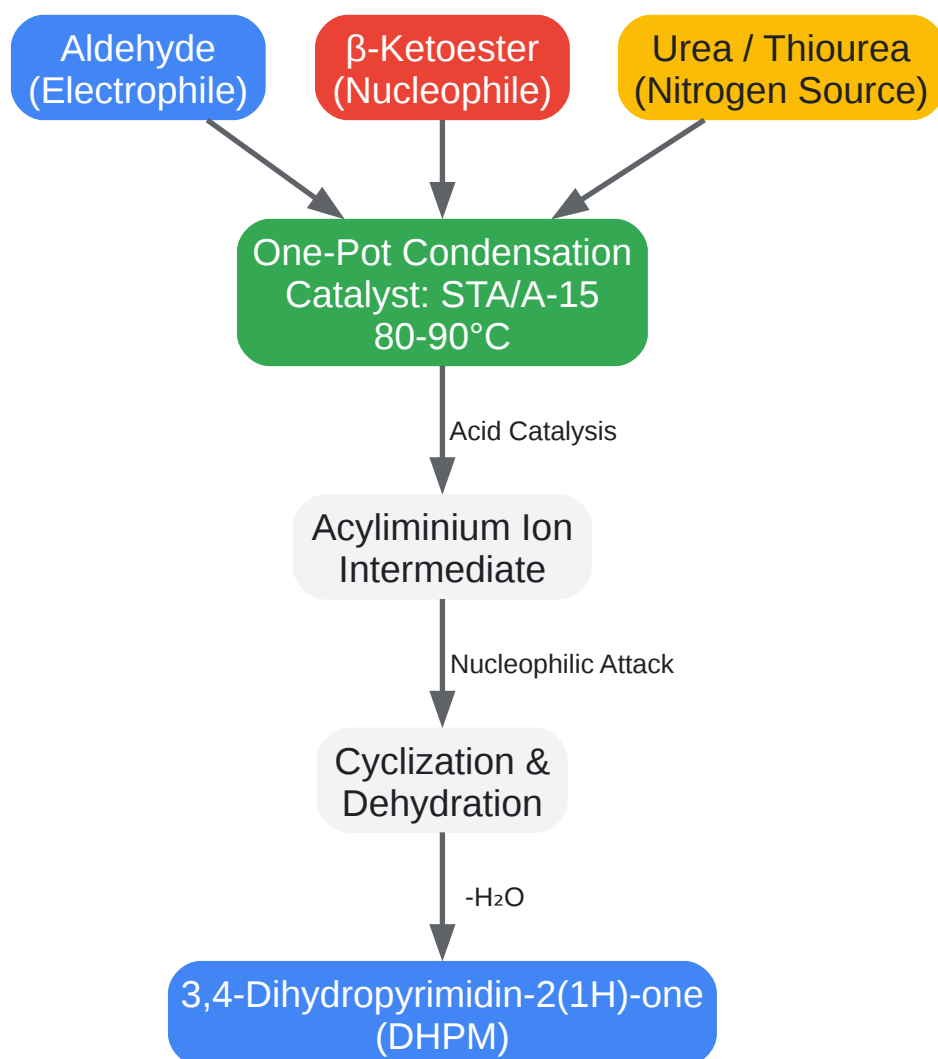 Aldehyde
(Electrophile)
β-Ketoester
(Nucleophile)
Urea / Thiourea
(Nitrogen Source)
One-Pot Condensation
Catalyst: STA/A-15
80-90°C
Acid Catalysis
Acyliminium Ion
Intermediate
Nucleophilic Attack
Cyclization &
Dehydration
-H₂O
3,4-Dihydropyrimidin-2(1H)-one
(DHPM)